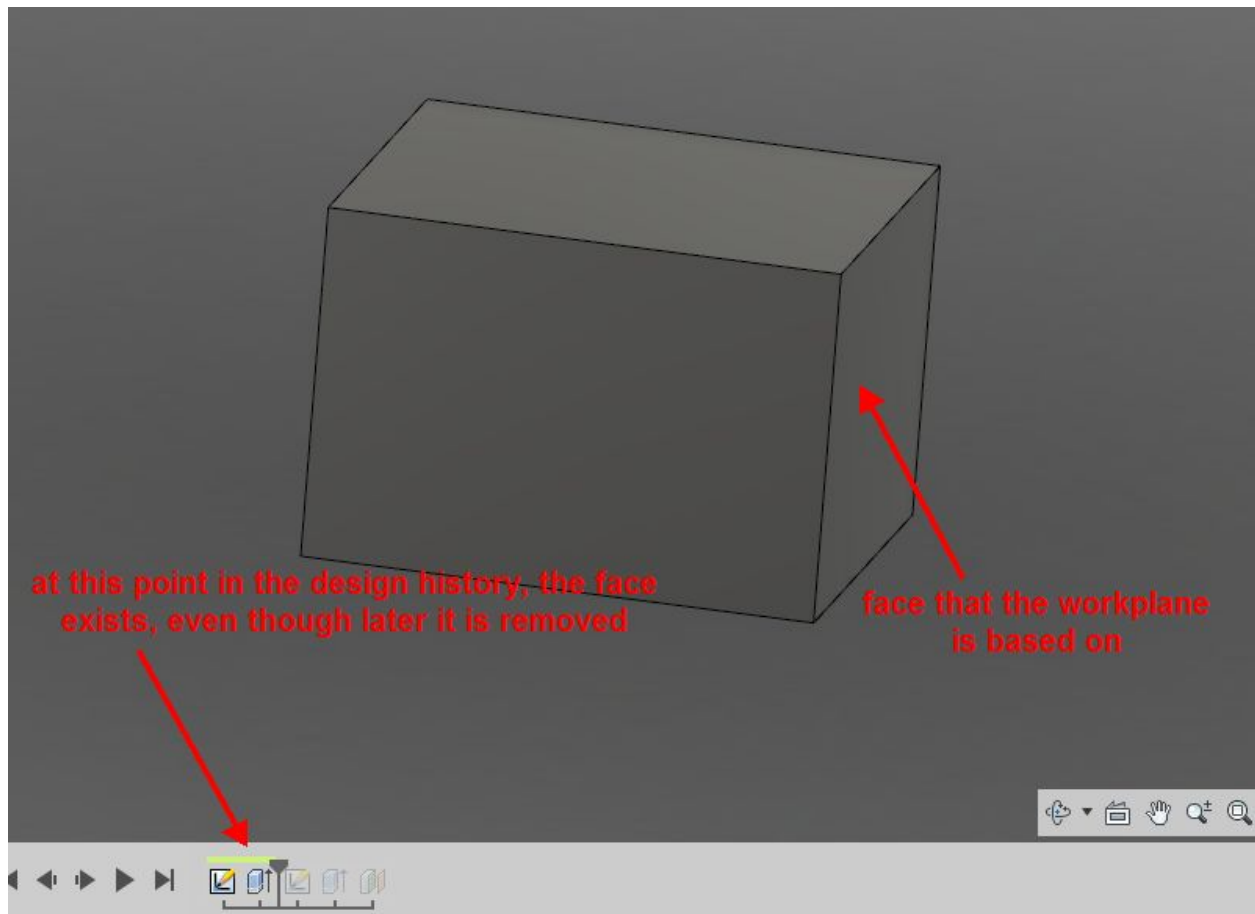 at this point in the design history, the face
exists, even though later it is removed
face that the workplane
is based on